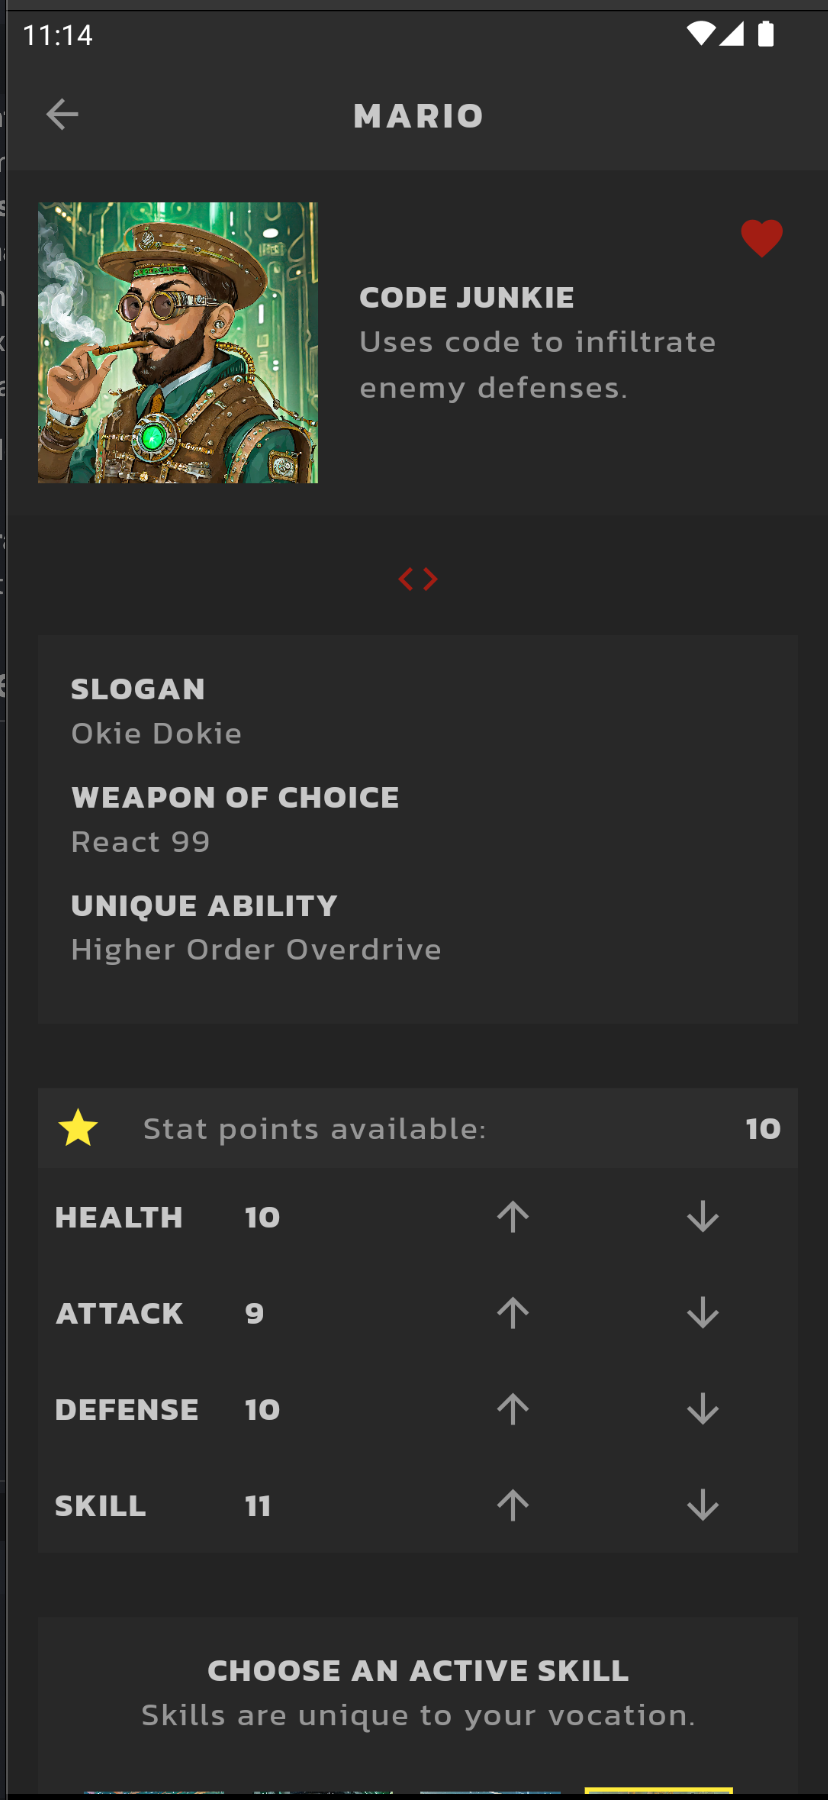 11:14
MARIO
CODE JUNKIE
Uses code to infiltrate
enemy defenses.
SLOGAN
Okie Dokie
WEAPON OF CHOICE
React 99
UNIQUE ABILITY
Higher Order Overdrive
Stat points available: 10
HEALTH 10
ATTACK 9
DEFENSE 10
SKILL 11
CHOOSE AN ACTIVE SKILL
Skills are unique to your vocation.